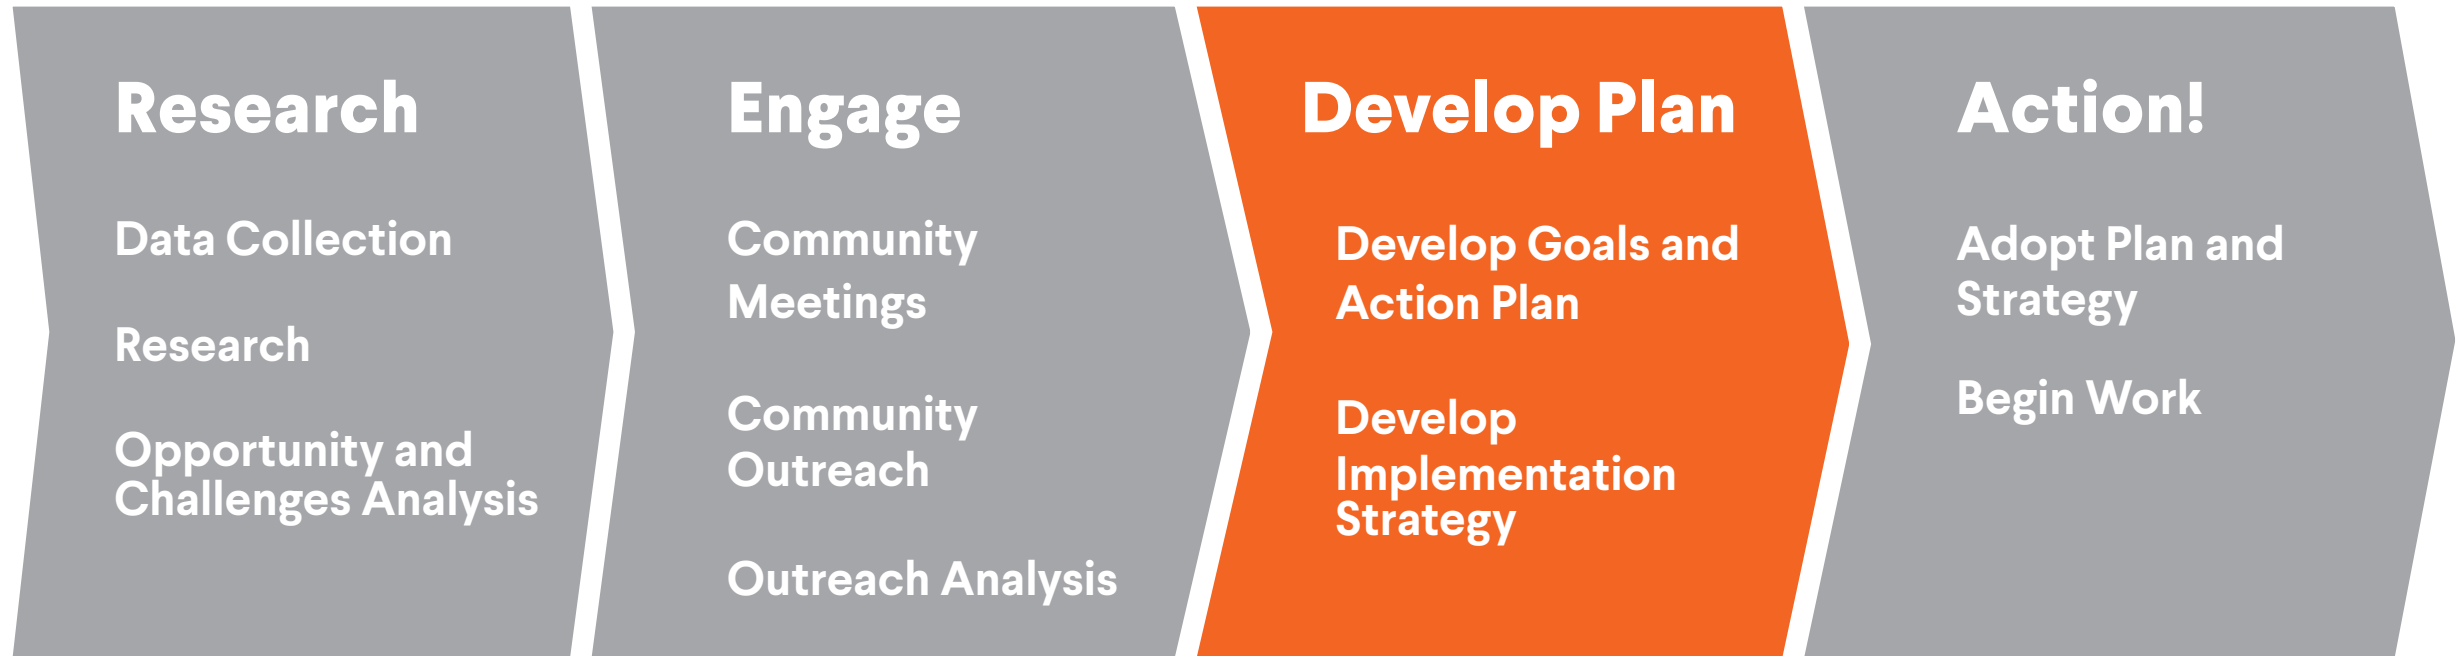 Research
Data Collection
Research
Opportunity and
Challenges Analysis
Engage
Community
Meetings
Community
Outreach
Outreach Analysis
Develop Plan
Develop Goals and
Action Plan
Develop
Implementation
Strategy
Action!
Adopt Plan and
Strategy
Begin Work